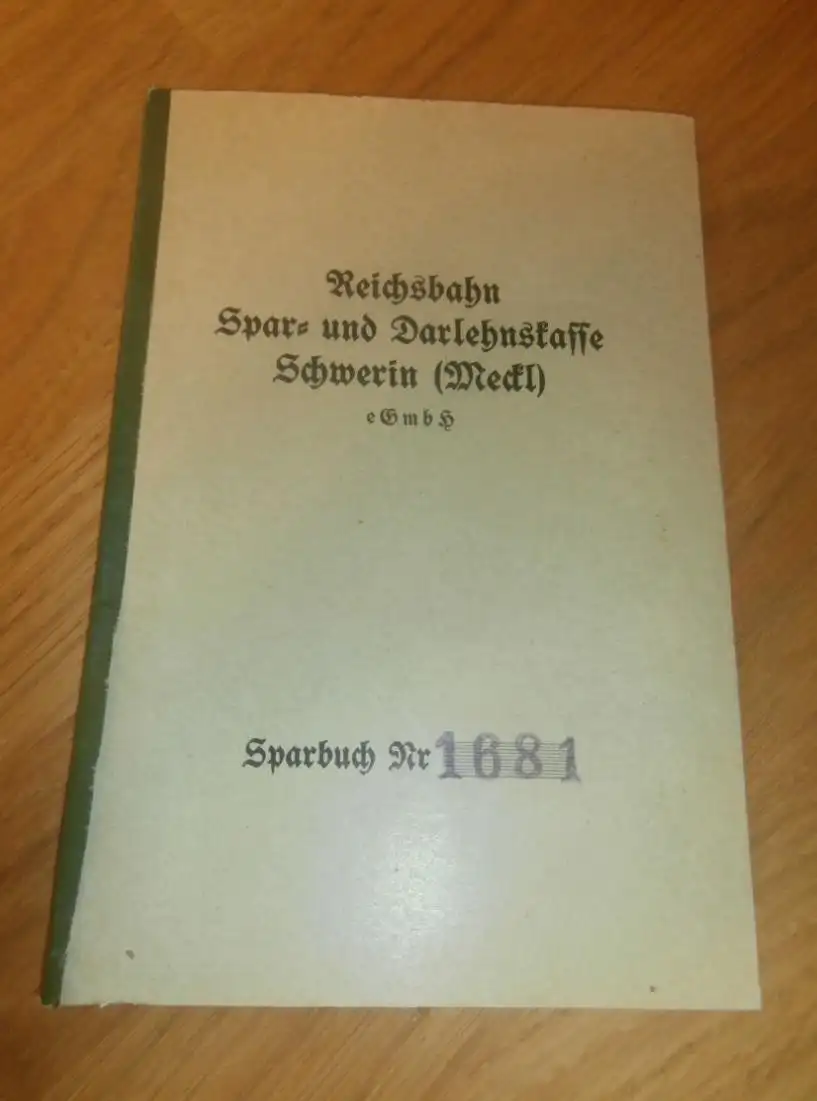 Reichsbahn
Spar= und Darlehnskasse
Schwerin (Meckl)
eGmbH
Sparbuch Nr 1681